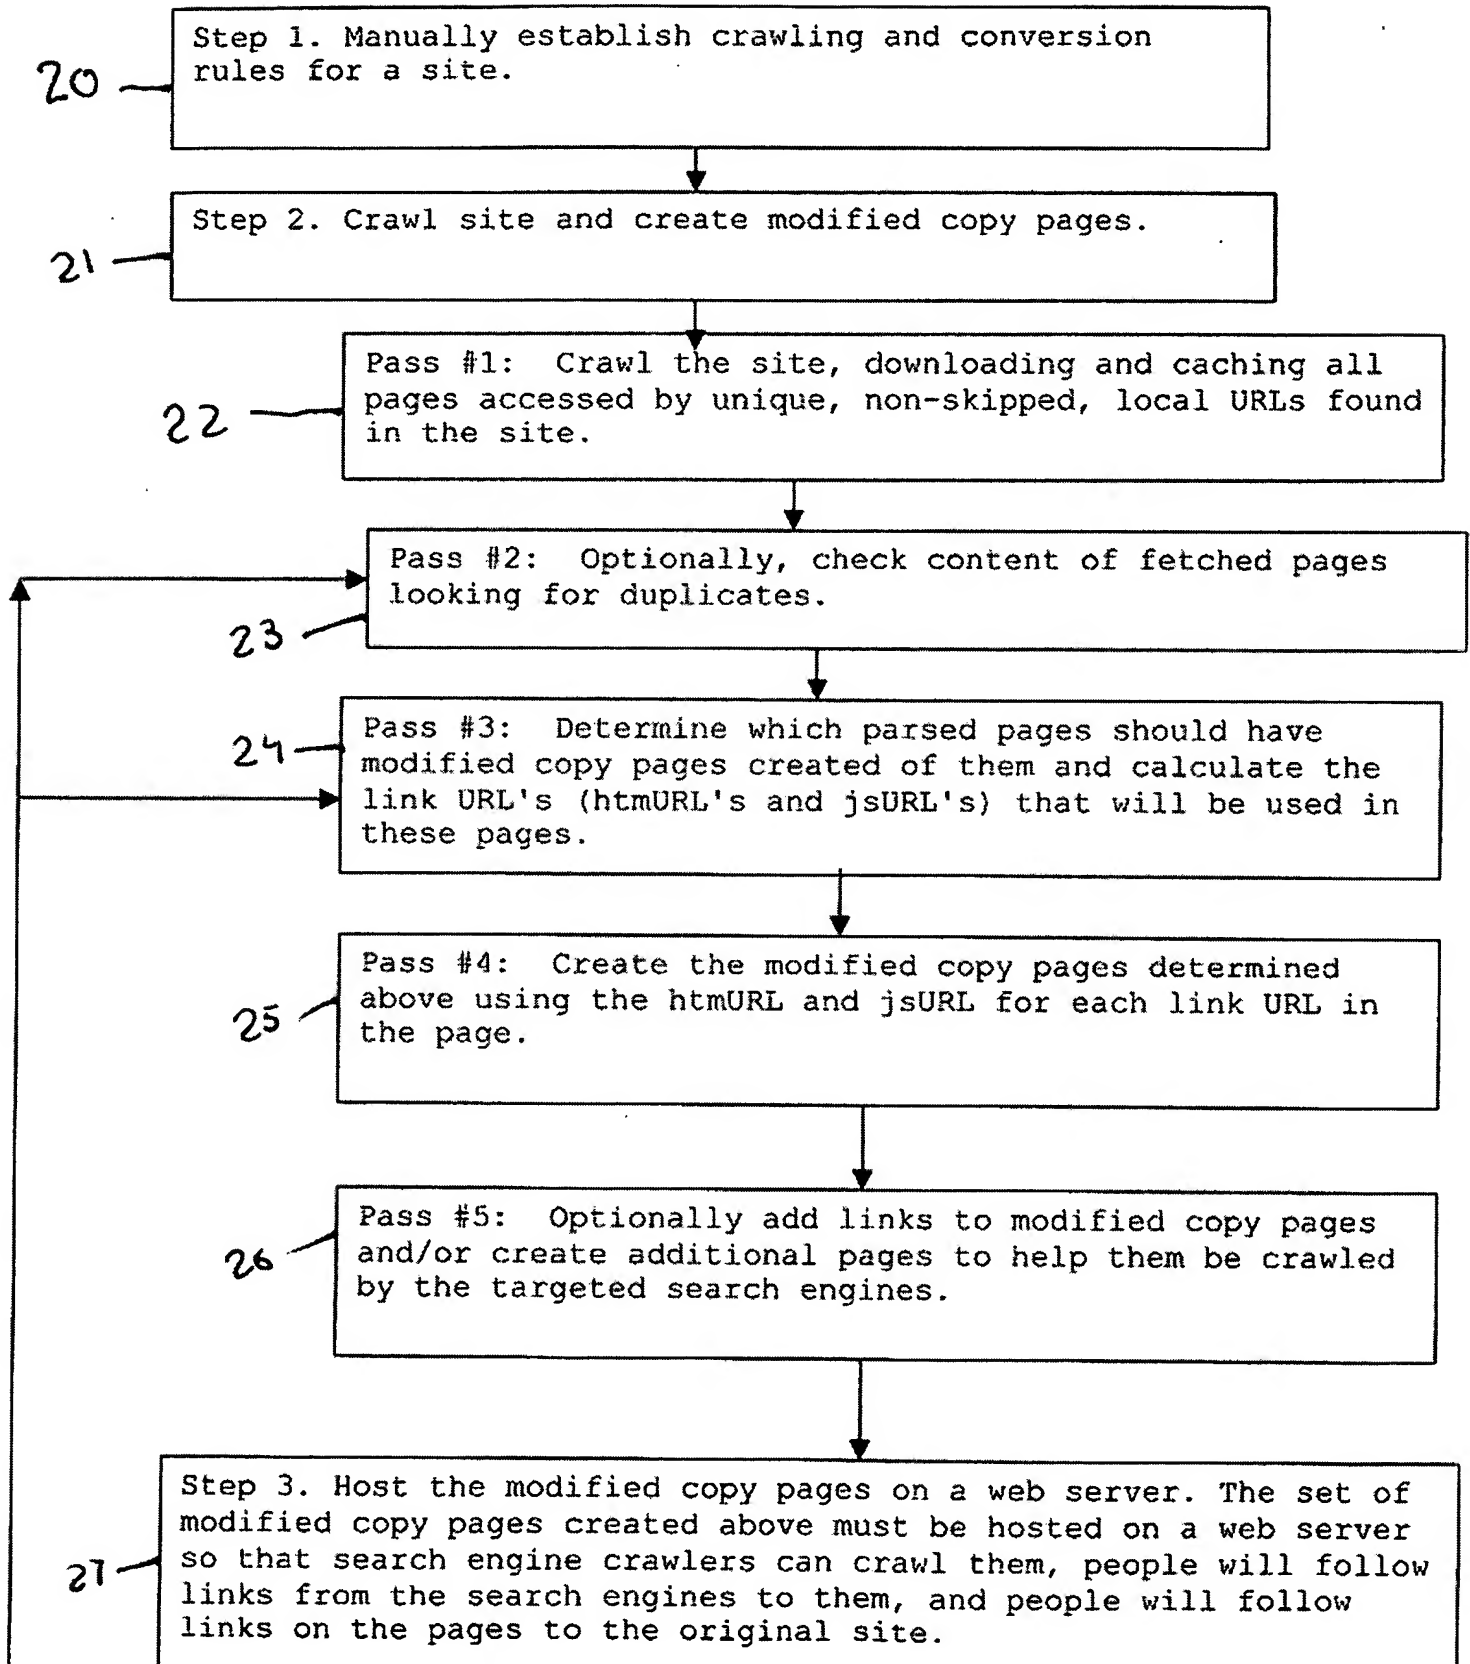 Step 1. Manually establish crawling and conversion
rules for a site.
20
Step 2. Crawl site and create modified copy pages.
21
Pass #1: Crawl the site, downloading and caching all
pages accessed by unique, non-skipped, local URLs found
in the site.
22
Pass #2: Optionally, check content of fetched pages
looking for duplicates.
23
Pass #3: Determine which parsed pages should have
modified copy pages created of them and calculate the
link URL's (htmURL's and jsURL's) that will be used in
these pages.
24
Pass #4: Create the modified copy pages determined
above using the htmURL and jsURL for each link URL in
the page.
25
Pass #5: Optionally add links to modified copy pages
and/or create additional pages to help them be crawled
by the targeted search engines.
26
Step 3. Host the modified copy pages on a web server. The set of
modified copy pages created above must be hosted on a web server
so that search engine crawlers can crawl them, people will follow
links from the search engines to them, and people will follow
links on the pages to the original site.
27